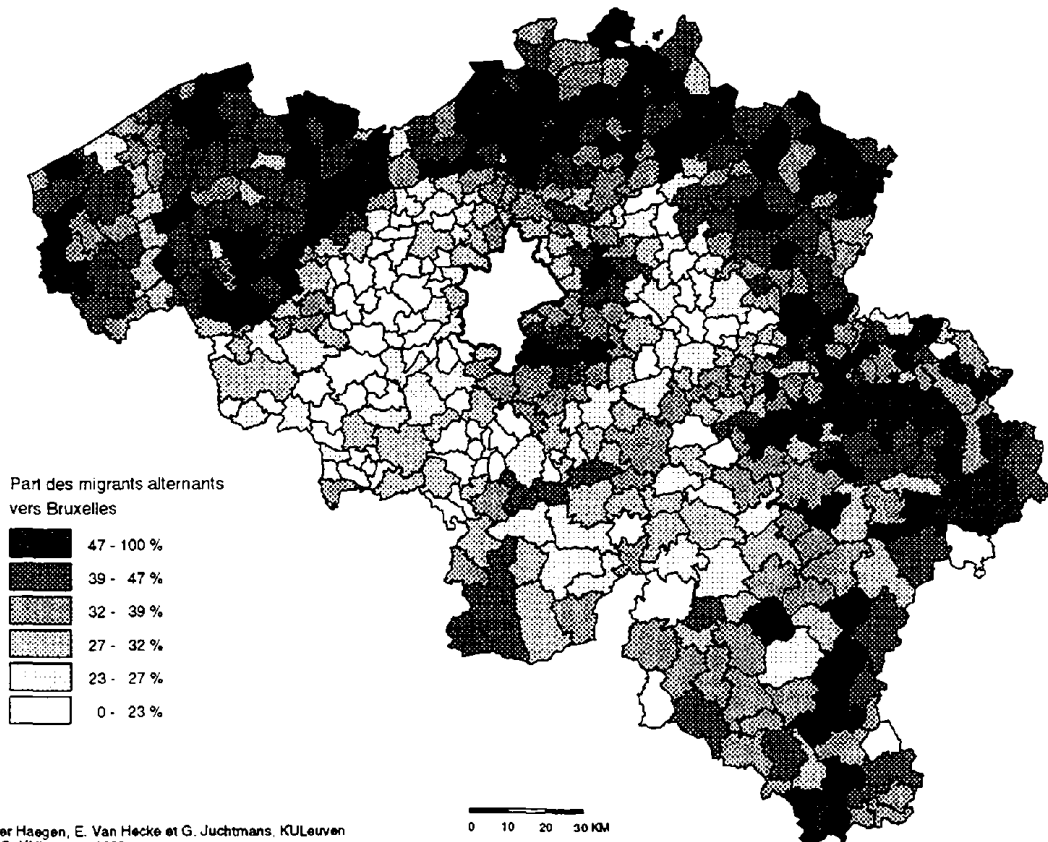 Part des migrants alternants
vers Bruxelles
47 - 100 %
39 - 47 %
32 - 39 %
27 - 32 %
23 - 27 %
0 - 23 %
0 10 20 30 KM
er Haegen, E. Van Hecke et G. Juchtmans, KULeuven